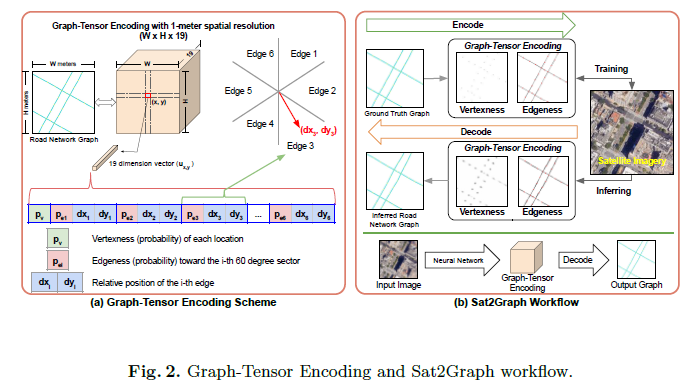 Graph-Tensor Encoding with 1-meter spatial resolution
(W x H x 19)
W meters
H meters
Road Network Graph
W
19
H
(x, y)
19 dimension vector (u_x,y)
Edge 6
Edge 1
Edge 5
Edge 2
Edge 4
(dx_3, dy_3)
Edge 3
p_v p_e1 dx_1 dy_1 p_e2 dx_2 dy_2 p_e3 dx_3 dy_3 ... p_e6 dx_6 dy_6
p_v Vertexness (probability) of each location
p_ei Edgeness (probability) toward the i-th 60 degree sector
dx_i dy_i Relative position of the i-th edge
(a) Graph-Tensor Encoding Scheme
Encode
Graph-Tensor Encoding
Ground Truth Graph
Vertexness
Edgeness
Training
Decode
Graph-Tensor Encoding
Satellite Imagery
Inferring
Inferred Road
Network Graph
Vertexness
Edgeness
Input Image
Neural Network
Graph-Tensor
Encoding
Decode
Output Graph
(b) Sat2Graph Workflow
Fig. 2. Graph-Tensor Encoding and Sat2Graph workflow.